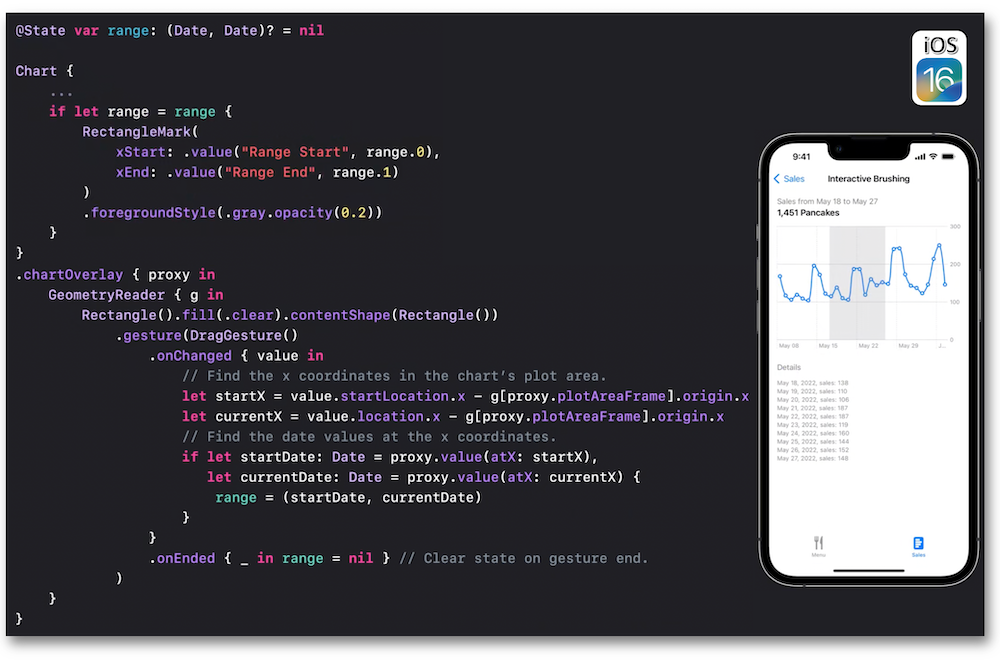 @State var range: (Date, Date)? = nil
Chart {
...
if let range = range {
RectangleMark(
xStart: .value("Range Start", range.0),
xEnd: .value("Range End", range.1)
)
.foregroundStyle(.gray.opacity(0.2))
}
}
.chartOverlay { proxy in
GeometryReader { g in
Rectangle().fill(.clear).contentShape(Rectangle())
.gesture(DragGesture()
.onChanged { value in
// Find the x coordinates in the chart’s plot area.
let startX = value.startLocation.x - g[proxy.plotAreaFrame].origin.x
let currentX = value.location.x - g[proxy.plotAreaFrame].origin.x
// Find the date values at the x coordinates.
if let startDate: Date = proxy.value(atX: startX),
let currentDate: Date = proxy.value(atX: currentX) {
range = (startDate, currentDate)
}
}
.onEnded { _ in range = nil } // Clear state on gesture end.
)
}
}
iOS
16
9:41
Sales
Interactive Brushing
Sales from May 18 to May 27
1,451 Pancakes
300
200
100
0
May 08 May 15 May 22 May 29 J...
Details
May 18, 2022, sales: 138
May 19, 2022, sales: 110
May 20, 2022, sales: 106
May 21, 2022, sales: 187
May 22, 2022, sales: 187
May 23, 2022, sales: 119
May 24, 2022, sales: 160
May 25, 2022, sales: 144
May 26, 2022, sales: 152
May 27, 2022, sales: 148
Menu
Sales